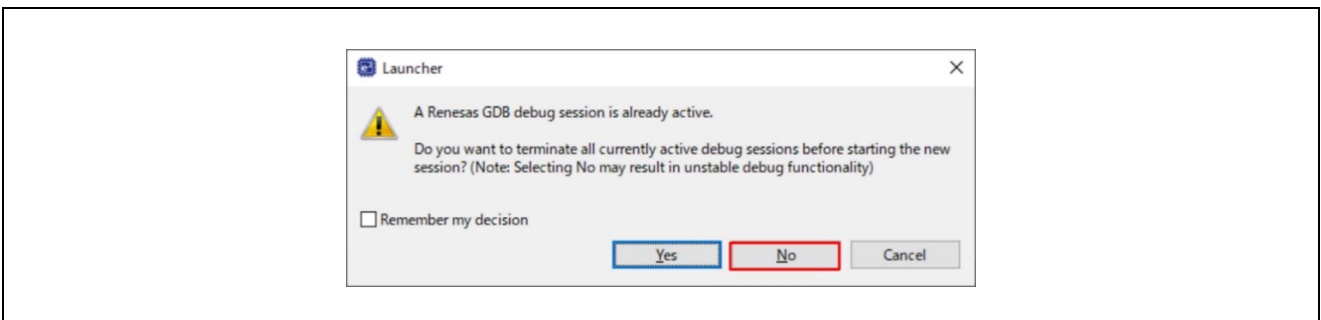 Launcher
A Renesas GDB debug session is already active.
Do you want to terminate all currently active debug sessions before starting the new
session? (Note: Selecting No may result in unstable debug functionality)
Remember my decision
Yes No Cancel